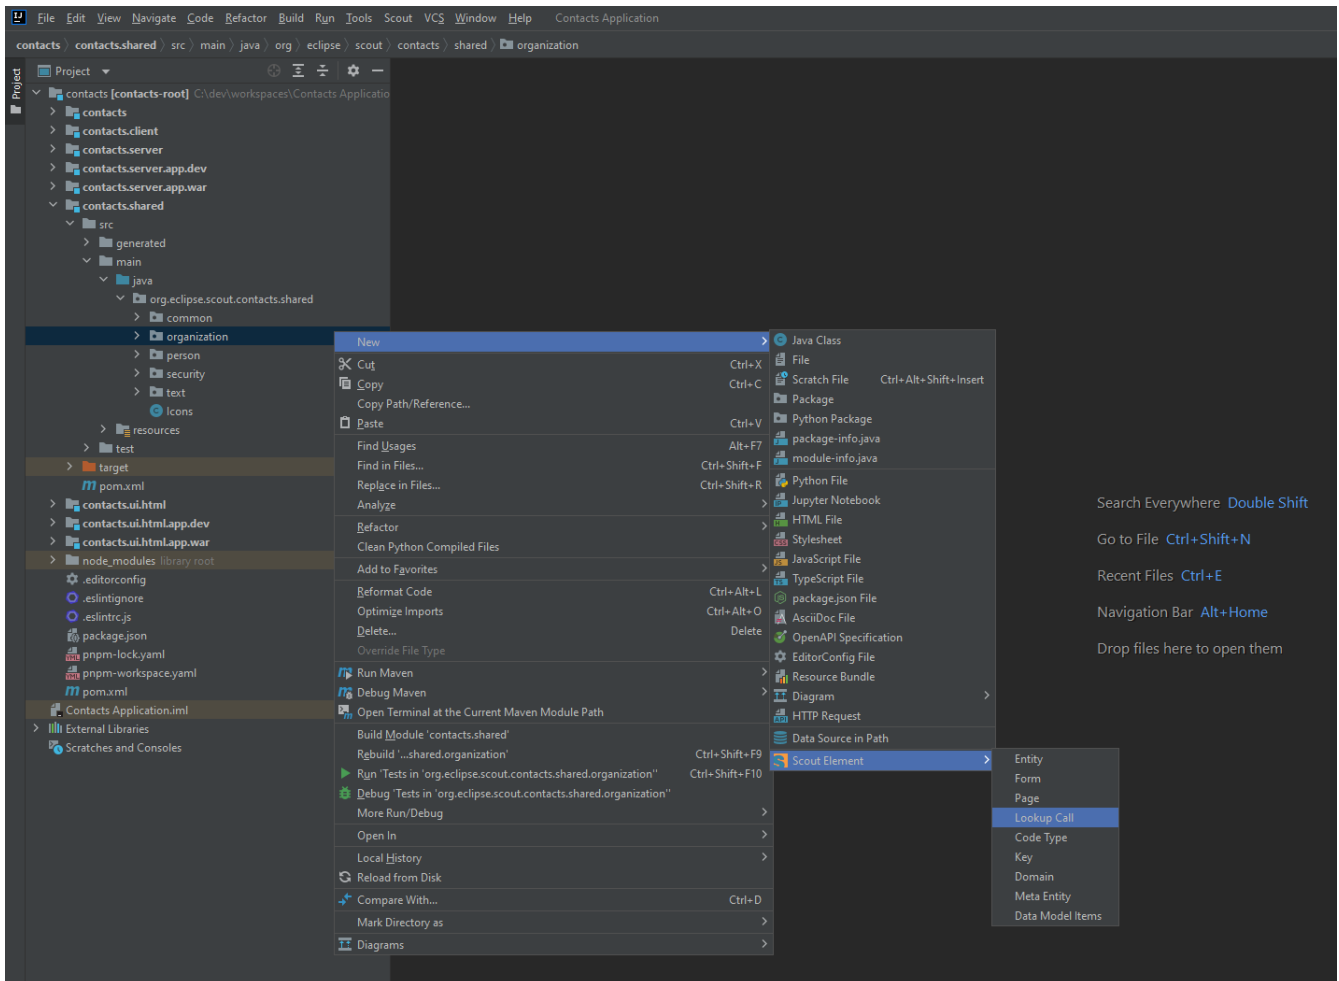 File Edit View Navigate Code Refactor Build Run Tools Scout VCS Window Help Contacts Application
contacts contacts.shared src main java org eclipse scout contacts shared organization
Project
Project
contacts [contacts-root] C:\dev\workspaces\Contacts Applicatio
contacts
contacts.client
contacts.server
contacts.server.app.dev
contacts.server.app.war
contacts.shared
src
generated
main
java
org.eclipse.scout.contacts.shared
common
organization
person
security
text
Icons
resources
test
target
pom.xml
contacts.ui.html
contacts.ui.html.app.dev
contacts.ui.html.app.war
node_modules library root
.editorconfig
.eslintignore
.eslintrc.js
package.json
pnpm-lock.yaml
pnpm-workspace.yaml
pom.xml
Contacts Application.iml
External Libraries
Scratches and Consoles
New
Cut Ctrl+X
Copy Ctrl+C
Copy Path/Reference...
Paste Ctrl+V
Find Usages Alt+F7
Find in Files... Ctrl+Shift+F
Replace in Files... Ctrl+Shift+R
Analyze
Refactor
Clean Python Compiled Files
Add to Favorites
Reformat Code Ctrl+Alt+L
Optimize Imports Ctrl+Alt+O
Delete... Delete
Override File Type
Run Maven
Debug Maven
Open Terminal at the Current Maven Module Path
Build Module 'contacts.shared'
Rebuild '...shared.organization' Ctrl+Shift+F9
Run 'Tests in 'org.eclipse.scout.contacts.shared.organization'' Ctrl+Shift+F10
Debug 'Tests in 'org.eclipse.scout.contacts.shared.organization''
More Run/Debug
Open In
Local History
Reload from Disk
Compare With... Ctrl+D
Mark Directory as
Diagrams
Java Class
File
Scratch File Ctrl+Alt+Shift+Insert
Package
Python Package
package-info.java
module-info.java
Python File
Jupyter Notebook
HTML File
Stylesheet
JavaScript File
TypeScript File
package.json File
AsciiDoc File
OpenAPI Specification
EditorConfig File
Resource Bundle
Diagram
HTTP Request
Data Source in Path
Scout Element
Entity
Form
Page
Lookup Call
Code Type
Key
Domain
Meta Entity
Data Model Items
Search Everywhere Double Shift
Go to File Ctrl+Shift+N
Recent Files Ctrl+E
Navigation Bar Alt+Home
Drop files here to open them